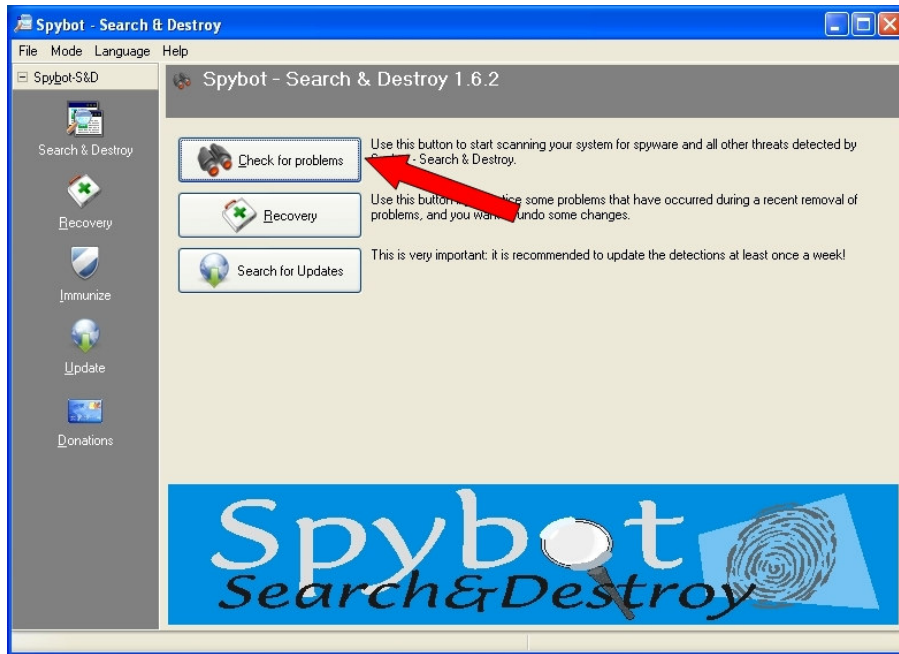 Spybot - Search & Destroy
File Mode Language Help
Spybot-S&D
Search & Destroy
Recovery
Immunize
Update
Donations
Spybot - Search & Destroy 1.6.2
Check for problems
Use this button to start scanning your system for spyware and all other threats detected by
- Search & Destroy.
Recovery
Use this button some problems that have occurred during a recent removal of
problems, and you undo some changes.
Search for Updates
This is very important: it is recommended to update the detections at least once a week!
Spybot
Search&Destroy